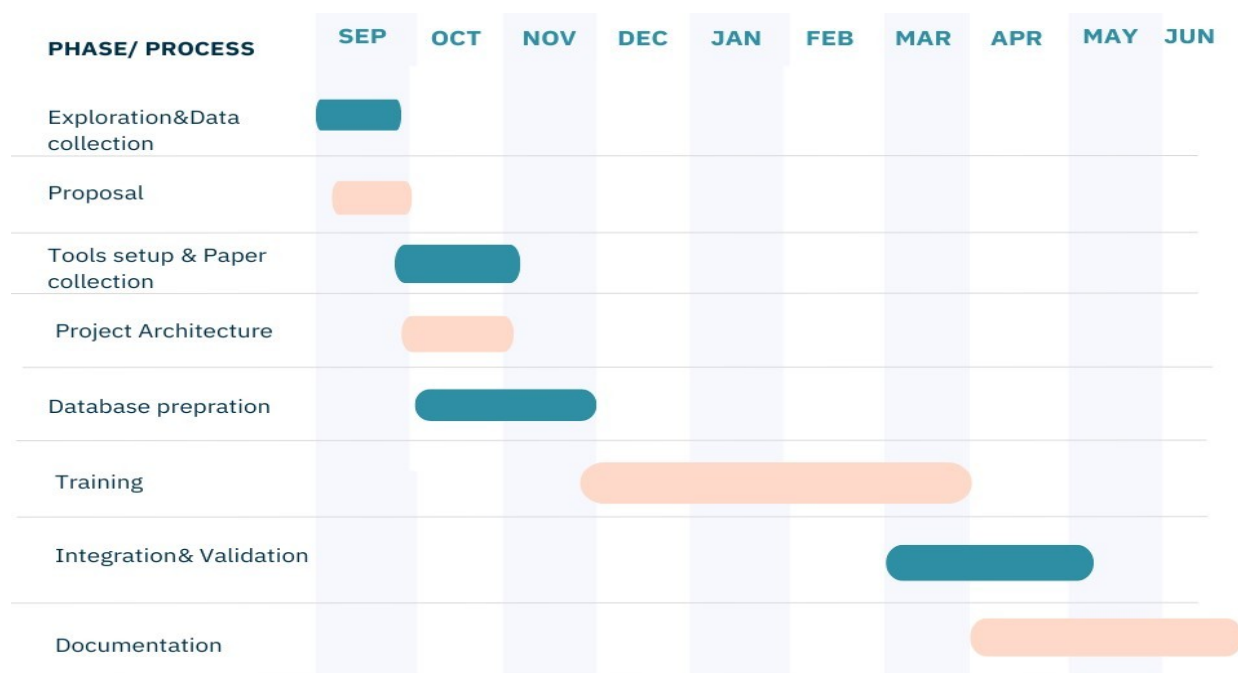 PHASE/ PROCESS
SEP
OCT
NOV
DEC
JAN
FEB
MAR
APR
MAY
JUN
Exploration&Data
collection
Proposal
Tools setup & Paper
collection
Project Architecture
Database prepration
Training
Integration& Validation
Documentation